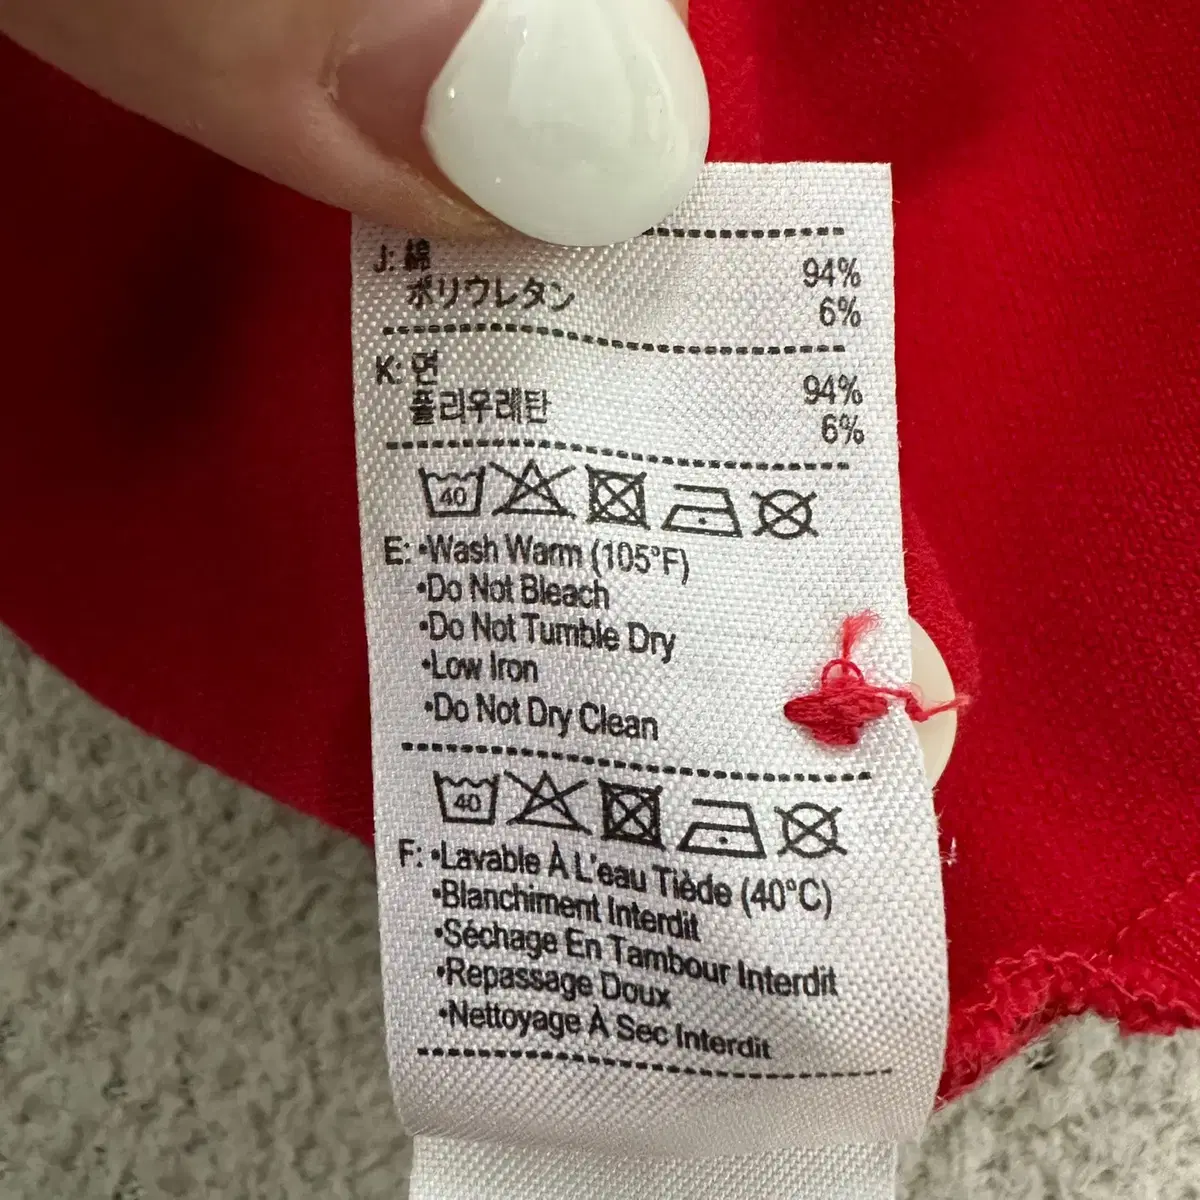 J: 綿 94%
ポリウレタン 6%
K: 면 94%
폴리우레탄 6%
40
E: •Wash Warm (105°F)
•Do Not Bleach
•Do Not Tumble Dry
•Low Iron
•Do Not Dry Clean
40
F: •Lavable À L'eau Tiède (40°C)
•Blanchiment Interdit
•Séchage En Tambour Interdit
•Repassage Doux
•Nettoyage À Sec Interdit